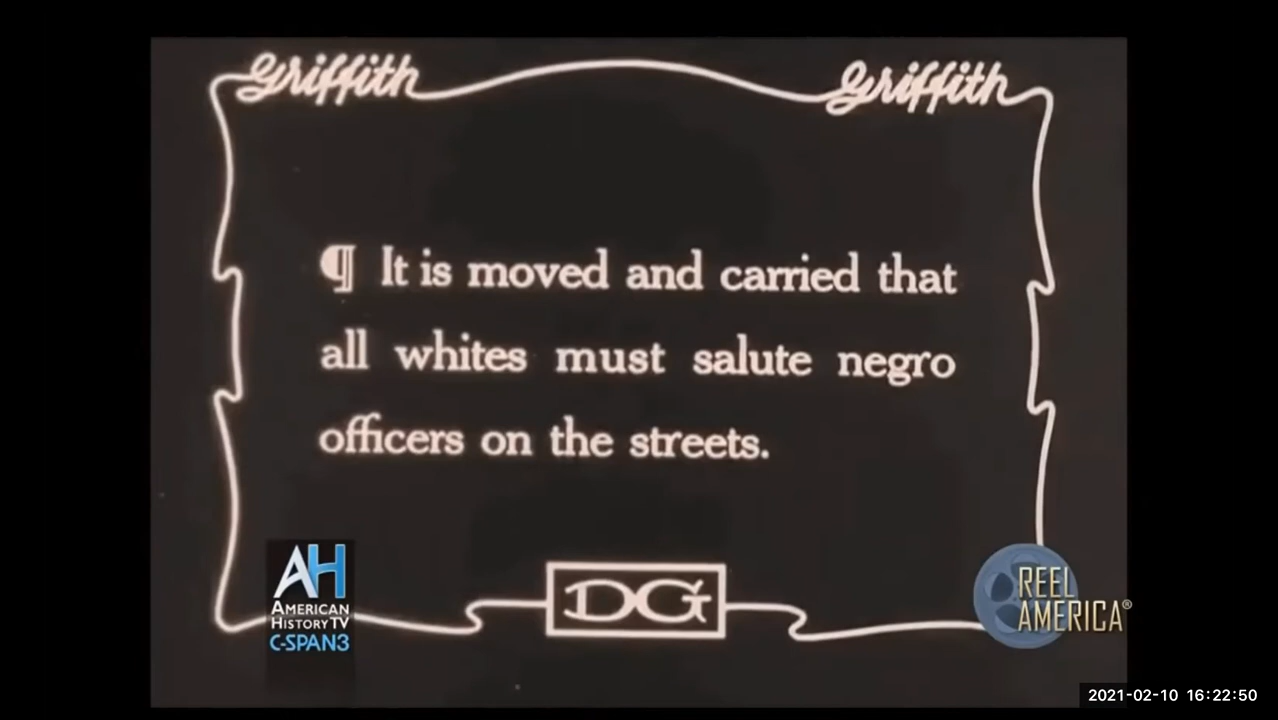 Griffith Griffith
¶ It is moved and carried that
all whites must salute negro
officers on the streets.
DG
AH
AMERICAN
HISTORY TV
C-SPAN3
REEL
AMERICA®
2021-02-10 16:22:50